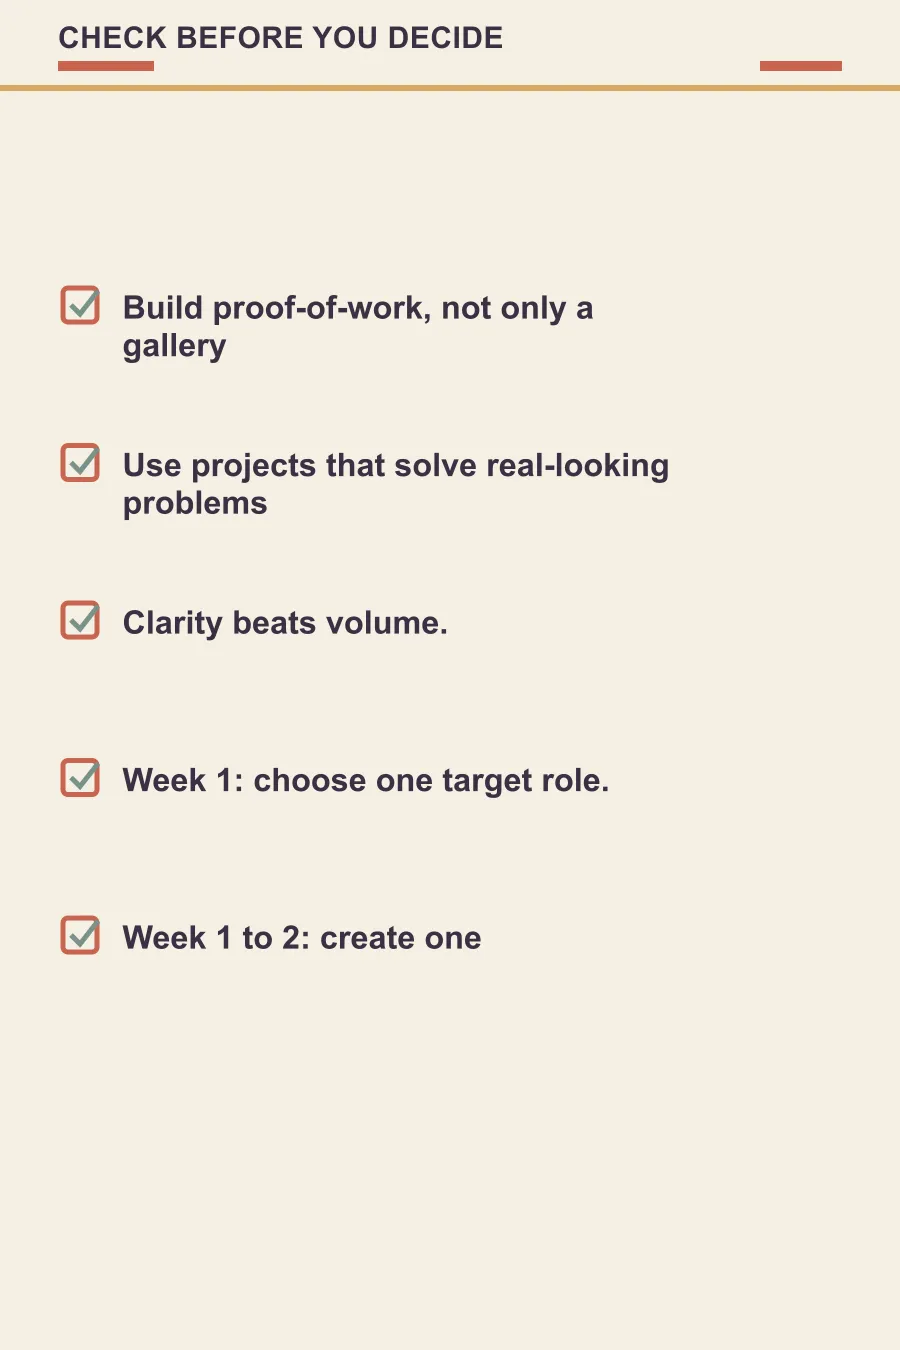 CHECK BEFORE YOU DECIDE
Build proof-of-work, not only a
gallery
Use projects that solve real-looking
problems
Clarity beats volume.
Week 1: choose one target role.
Week 1 to 2: create one